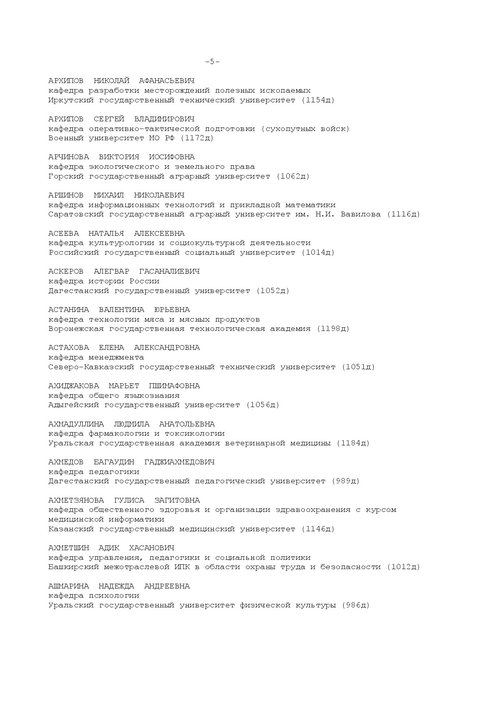 -5-
АРХИПОВ НИКОЛАЙ АФАНАСЬЕВИЧ
кафедра разработки месторождений полезных ископаемых
Иркутский государственный технический университет (1154д)
АРХИПОВ СЕРГЕЙ ВЛАДИМИРОВИЧ
кафедра оперативно-тактической подготовки (сухопутных войск)
Военный университет МО РФ (1172д)
АРЧИНОВА ВИКТОРИЯ ИОСИФОВНА
кафедра экологического и земельного права
Горский государственный аграрный университет (1062д)
АРШИНОВ МИХАИЛ НИКОЛАЕВИЧ
кафедра информационных технологий и прикладной математики
Саратовский государственный аграрный университет им. Н.И. Вавилова (1116д)
АСЕЕВА НАТАЛЬЯ АЛЕКСЕЕВНА
кафедра культурологии и социокультурной деятельности
Российский государственный социальный университет (1014д)
АСКЕРОВ АЛЕГВАР ГАСАНАЛИЕВИЧ
кафедра истории России
Дагестанский государственный университет (1052д)
АСТАНИНА ВАЛЕНТИНА ЮРЬЕВНА
кафедра технологии мяса и мясных продуктов
Воронежская государственная технологическая академия (1198д)
АСТАХОВА ЕЛЕНА АЛЕКСАНДРОВНА
кафедра менеджмента
Северо-Кавказский государственный технический университет (1051д)
АХИДЖАКОВА МАРЬЕТ ПШИМАФОВНА
кафедра общего языкознания
Адыгейский государственный университет (1056д)
АХМАДУЛЛИНА ЛЮДМИЛА АНАТОЛЬЕВНА
кафедра фармакологии и токсикологии
Уральская государственная академия ветеринарной медицины (1184д)
АХМЕДОВ БАГАУДИН ГАДЖИАХМЕДОВИЧ
кафедра педагогики
Дагестанский государственный педагогический университет (989д)
АХМЕТЗЯНОВА ГУЛИСА ЗАГИТОВНА
кафедра общественного здоровья и организации здравоохранения с курсом
медицинской информатики
Казанский государственный медицинский университет (1146д)
АХМЕТШИН АДИК ХАСАНОВИЧ
кафедра управления, педагогики и социальной политики
Башкирский межотраслевой ИПК в области охраны труда и безопасности (1012д)
АШМАРИНА НАДЕЖДА АНДРЕЕВНА
кафедра психологии
Уральский государственный университет физической культуры (986д)